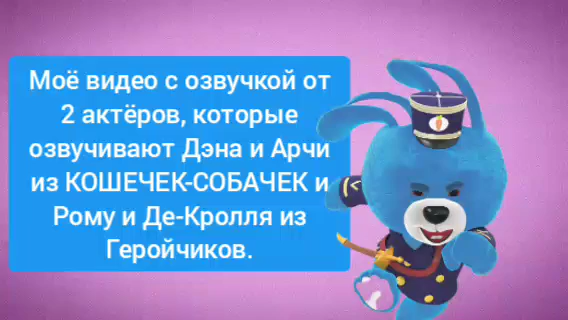 Моё видео с озвучкой от
2 актёров, которые
озвучивают Дэна и Арчи
из КОШЕЧЕК-СОБАЧЕК и
Рому и Де-Кролля из
Геройчиков.